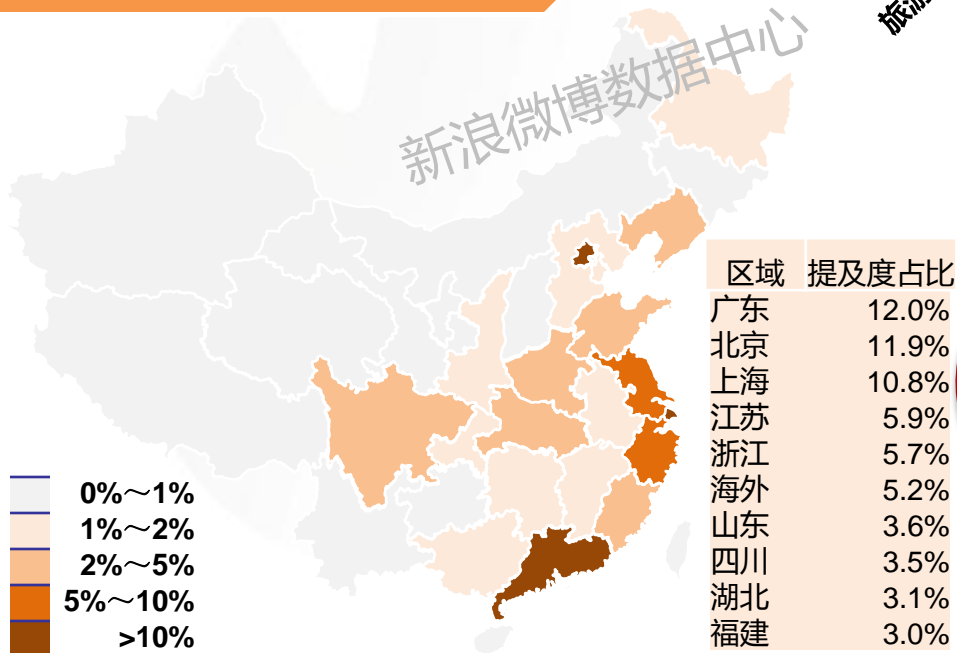 新浪微博数据中心
旅游
区域 提及度占比
广东 12.0%
北京 11.9%
上海 10.8%
江苏 5.9%
浙江 5.7%
海外 5.2%
山东 3.6%
四川 3.5%
湖北 3.1%
福建 3.0%
0%～1%
1%～2%
2%～5%
5%～10%
>10%